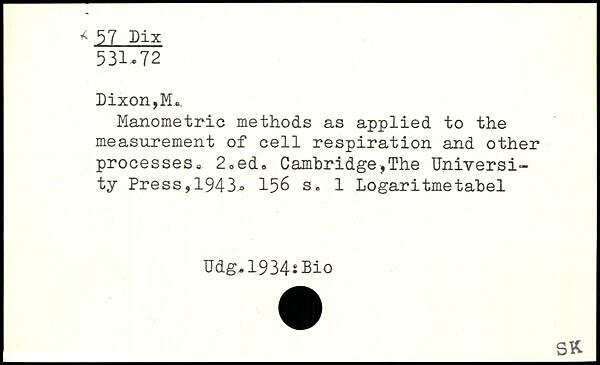 57 Dix
531.72
Dixon,M.
Manometric methods as applied to the
measurement of cell respiration and other
processes. 2.ed. Cambridge,The Universi-
ty Press,1943. 156 s. 1 Logaritmetabel
Udg.1934:Bio
SK